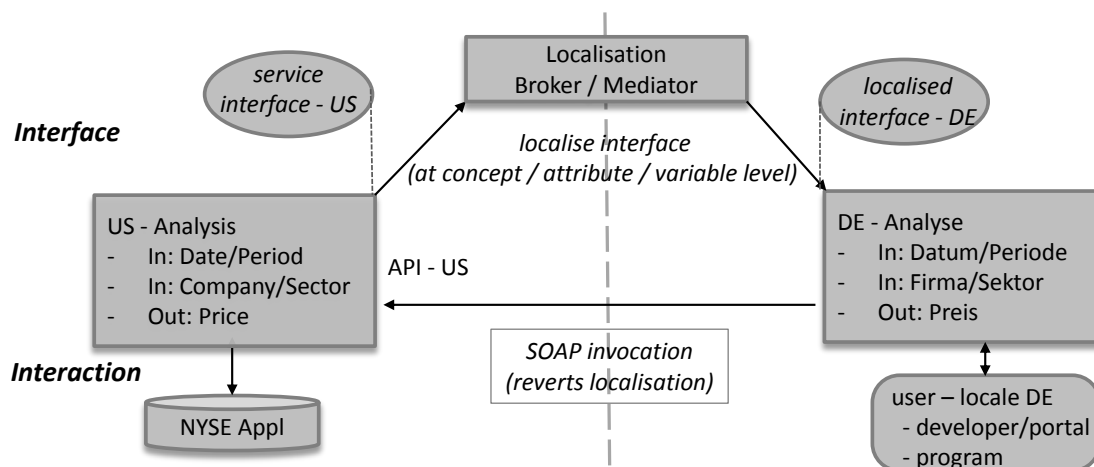 Localisation
Broker / Mediator
service
interface - US
localised
interface - DE
Interface
localise interface
(at concept / attribute / variable level)
US - Analysis
- In: Date/Period
- In: Company/Sector
- Out: Price
API - US
DE - Analyse
- In: Datum/Periode
- In: Firma/Sektor
- Out: Preis
SOAP invocation
(reverts localisation)
Interaction
NYSE Appl
user – locale DE
- developer/portal
- program